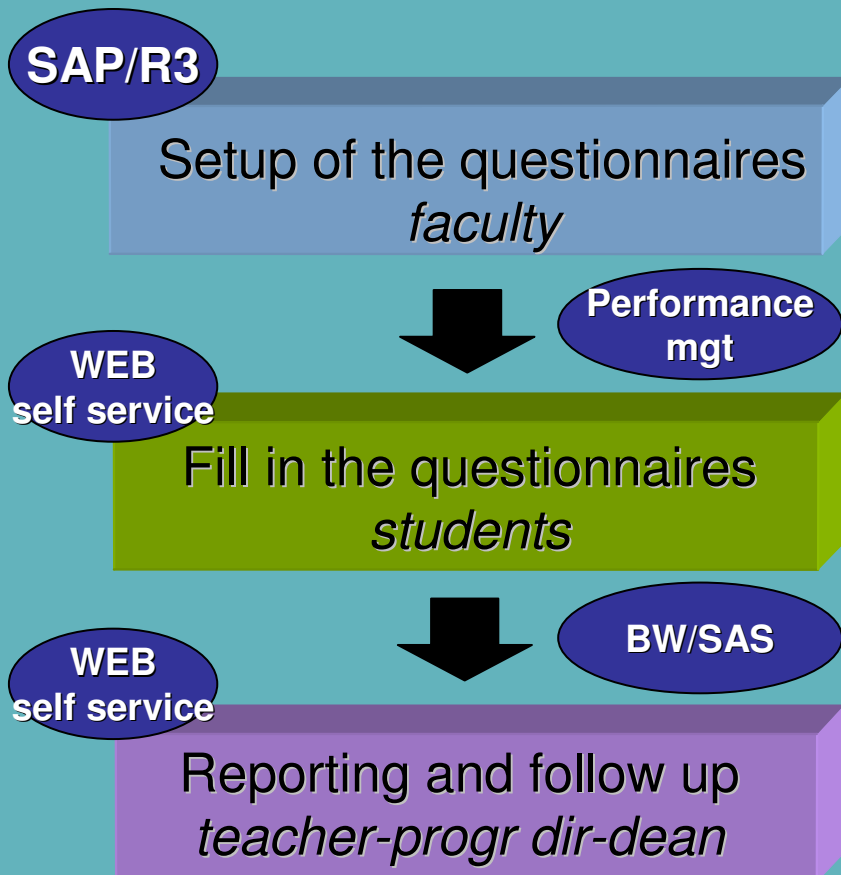 SAP/R3
Setup of the questionnaires
faculty
Performance
mgt
WEB
self service
Fill in the questionnaires
students
BW/SAS
WEB
self service
Reporting and follow up
teacher-progr dir-dean